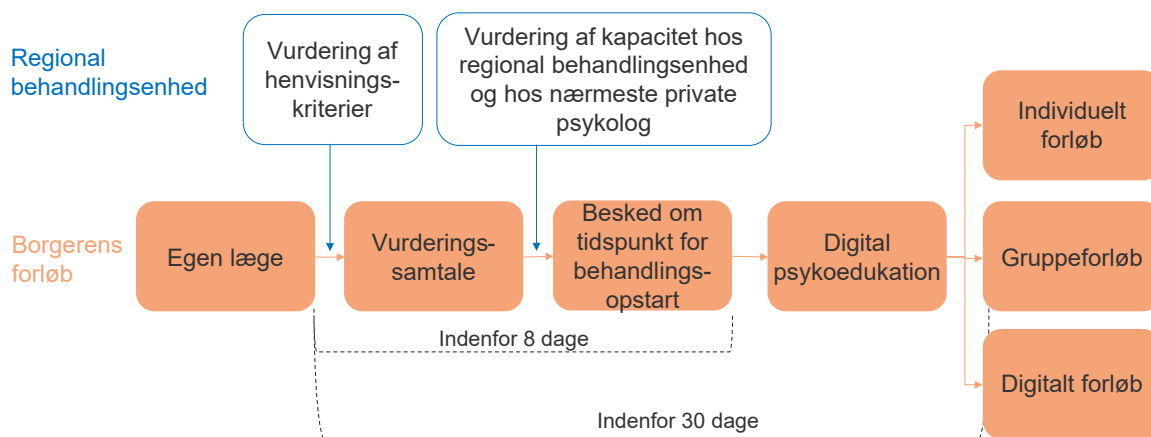 Regional
behandlingsenhed
Vurdering af
henvisnings-
kriterier
Vurdering af kapacitet hos
regional behandlingsenhed
og hos nærmeste private
psykolog
Borgerens
forløb
Egen læge
Vurderings-
samtale
Besked om
tidspunkt for
behandlings-
opstart
Digital
psykoedukation
Individuelt
forløb
Gruppeforløb
Digitalt forløb
Indenfor 8 dage
Indenfor 30 dage